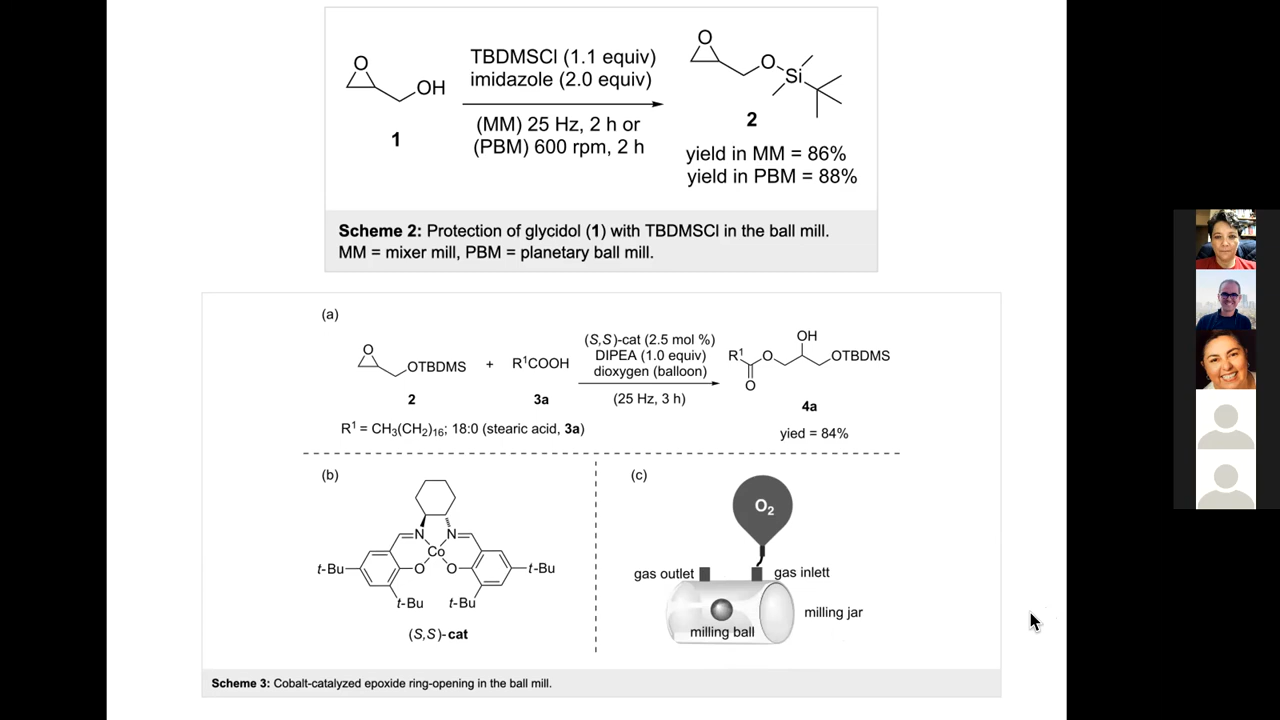 O
OH
1
TBDMSCl (1.1 equiv)
imidazole (2.0 equiv)
(MM) 25 Hz, 2 h or
(PBM) 600 rpm, 2 h
O
O
Si
2
yield in MM = 86%
yield in PBM = 88%
Scheme 2: Protection of glycidol (1) with TBDMSCl in the ball mill.
MM = mixer mill, PBM = planetary ball mill.
(a)
O
OTBDMS
2
+
R¹COOH
3a
(S,S)-cat (2.5 mol %)
DIPEA (1.0 equiv)
dioxygen (balloon)
(25 Hz, 3 h)
OH
R¹ O OTBDMS
O
4a
yied = 84%
R¹ = CH₃(CH₂)₁₆; 18:0 (stearic acid, 3a)
(b)
N N
Co
t-Bu O O t-Bu
t-Bu t-Bu
(S,S)-cat
(c)
O₂
gas outlet
gas inlett
milling jar
milling ball
Scheme 3: Cobalt-catalyzed epoxide ring-opening in the ball mill.